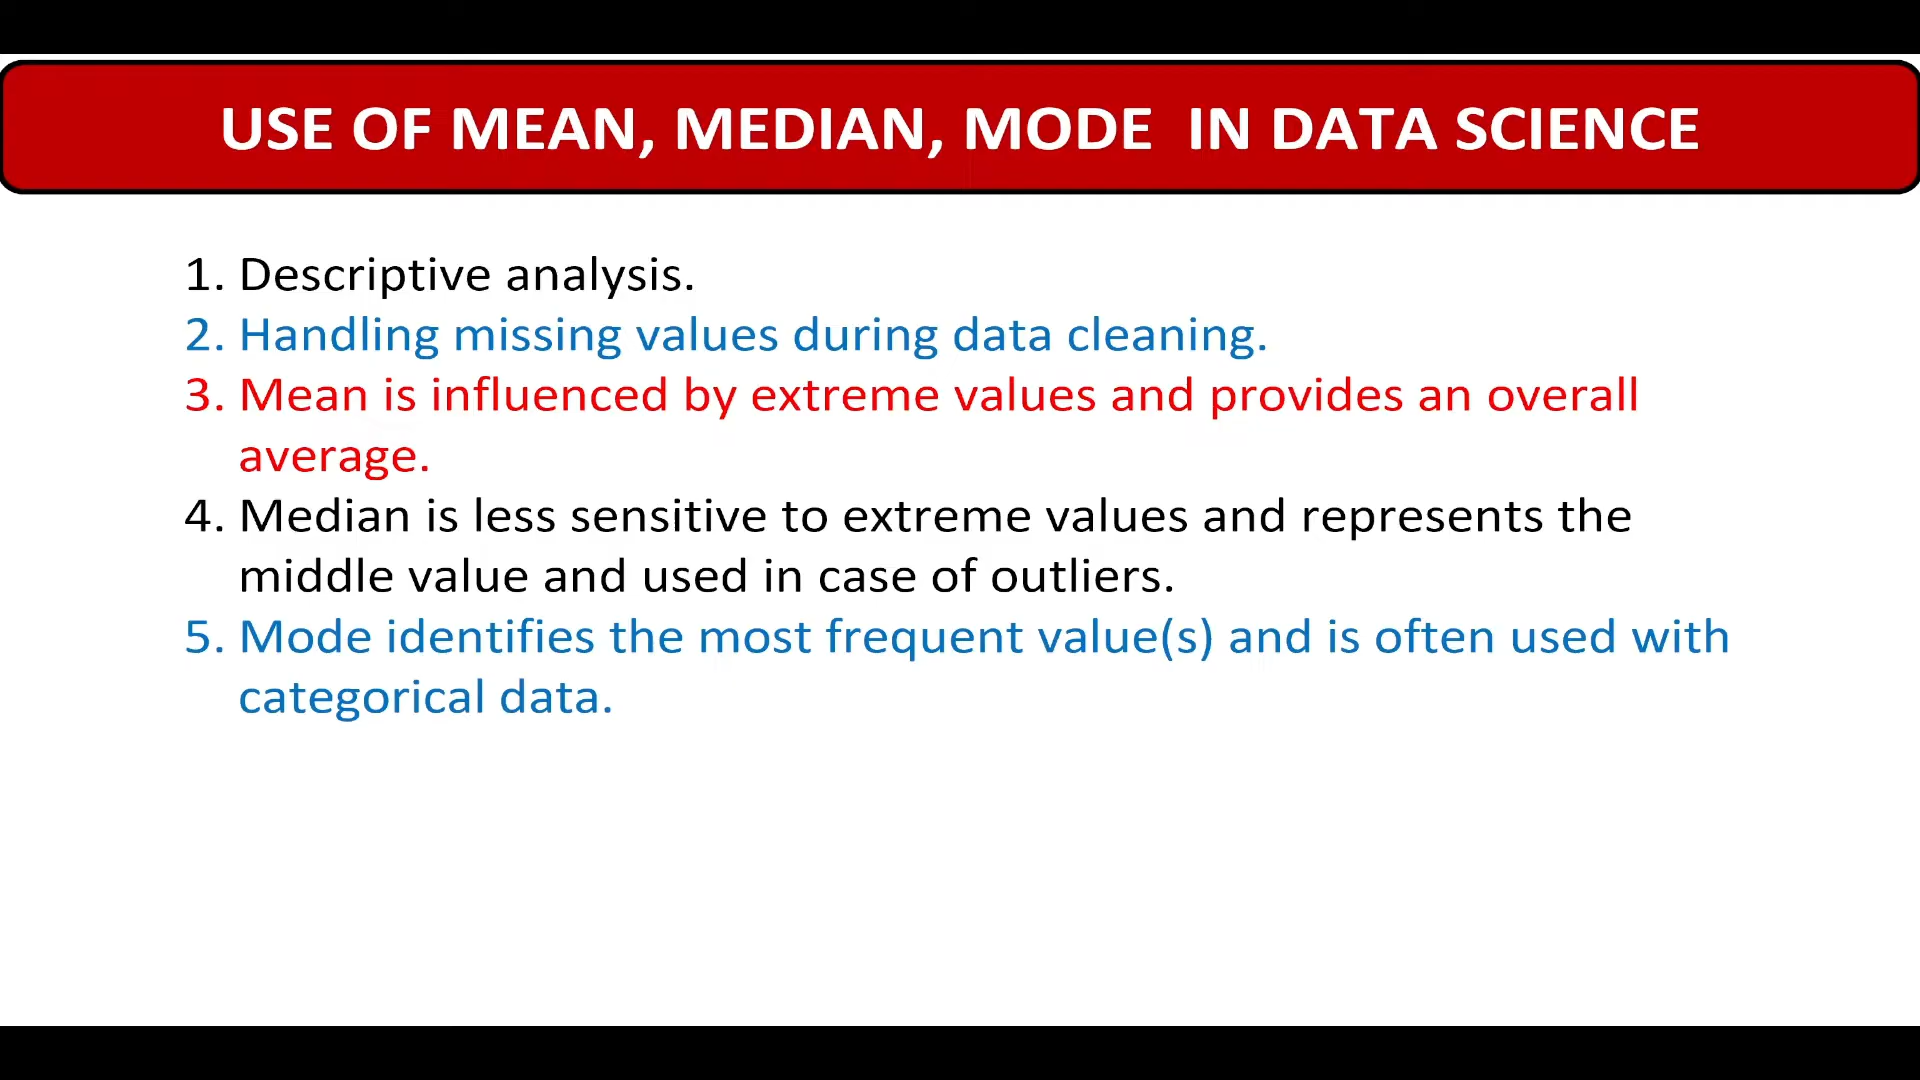 USE OF MEAN, MEDIAN, MODE IN DATA SCIENCE
1. Descriptive analysis.
2. Handling missing values during data cleaning.
3. Mean is influenced by extreme values and provides an overall
average.
4. Median is less sensitive to extreme values and represents the
middle value and used in case of outliers.
5. Mode identifies the most frequent value(s) and is often used with
categorical data.